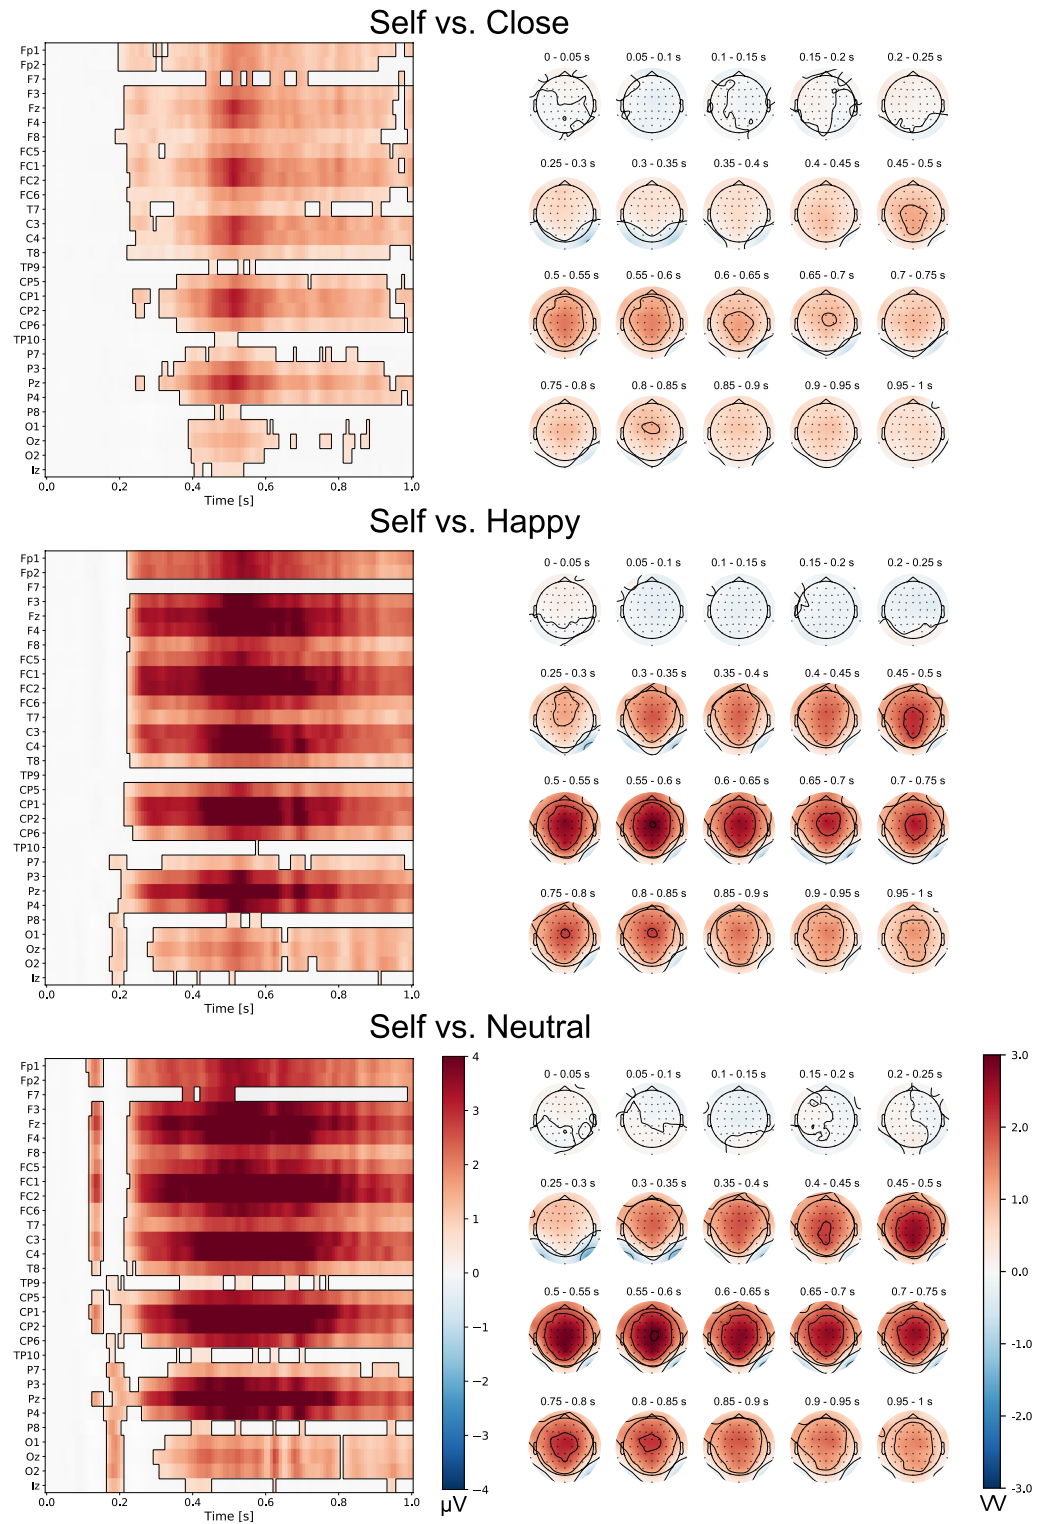 Self vs. Close
Fp1
Fp2
F7
F3
Fz
F4
F8
FC5
FC1
FC2
FC6
T7
C3
C4
T8
TP9
CP5
CP1
CP2
CP6
TP10
P7
P3
Pz
P4
P8
O1
Oz
O2
Iz
0.0 0.2 0.4 0.6 0.8 1.0
Time [s]
0 - 0.05 s 0.05 - 0.1 s 0.1 - 0.15 s 0.15 - 0.2 s 0.2 - 0.25 s
0.25 - 0.3 s 0.3 - 0.35 s 0.35 - 0.4 s 0.4 - 0.45 s 0.45 - 0.5 s
0.5 - 0.55 s 0.55 - 0.6 s 0.6 - 0.65 s 0.65 - 0.7 s 0.7 - 0.75 s
0.75 - 0.8 s 0.8 - 0.85 s 0.85 - 0.9 s 0.9 - 0.95 s 0.95 - 1 s
Self vs. Happy
Fp1
Fp2
F7
F3
Fz
F4
F8
FC5
FC1
FC2
FC6
T7
C3
C4
T8
TP9
CP5
CP1
CP2
CP6
TP10
P7
P3
Pz
P4
P8
O1
Oz
O2
Iz
0.0 0.2 0.4 0.6 0.8 1.0
Time [s]
0 - 0.05 s 0.05 - 0.1 s 0.1 - 0.15 s 0.15 - 0.2 s 0.2 - 0.25 s
0.25 - 0.3 s 0.3 - 0.35 s 0.35 - 0.4 s 0.4 - 0.45 s 0.45 - 0.5 s
0.5 - 0.55 s 0.55 - 0.6 s 0.6 - 0.65 s 0.65 - 0.7 s 0.7 - 0.75 s
0.75 - 0.8 s 0.8 - 0.85 s 0.85 - 0.9 s 0.9 - 0.95 s 0.95 - 1 s
Self vs. Neutral
Fp1
Fp2
F7
F3
Fz
F4
F8
FC5
FC1
FC2
FC6
T7
C3
C4
T8
TP9
CP5
CP1
CP2
CP6
TP10
P7
P3
Pz
P4
P8
O1
Oz
O2
Iz
0.0 0.2 0.4 0.6 0.8 1.0
Time [s]
4
3
2
1
0
−1
−2
−3
−4
µV
0 - 0.05 s 0.05 - 0.1 s 0.1 - 0.15 s 0.15 - 0.2 s 0.2 - 0.25 s
0.25 - 0.3 s 0.3 - 0.35 s 0.35 - 0.4 s 0.4 - 0.45 s 0.45 - 0.5 s
0.5 - 0.55 s 0.55 - 0.6 s 0.6 - 0.65 s 0.65 - 0.7 s 0.7 - 0.75 s
0.75 - 0.8 s 0.8 - 0.85 s 0.85 - 0.9 s 0.9 - 0.95 s 0.95 - 1 s
3.0
2.0
1.0
0.0
-1.0
-2.0
-3.0